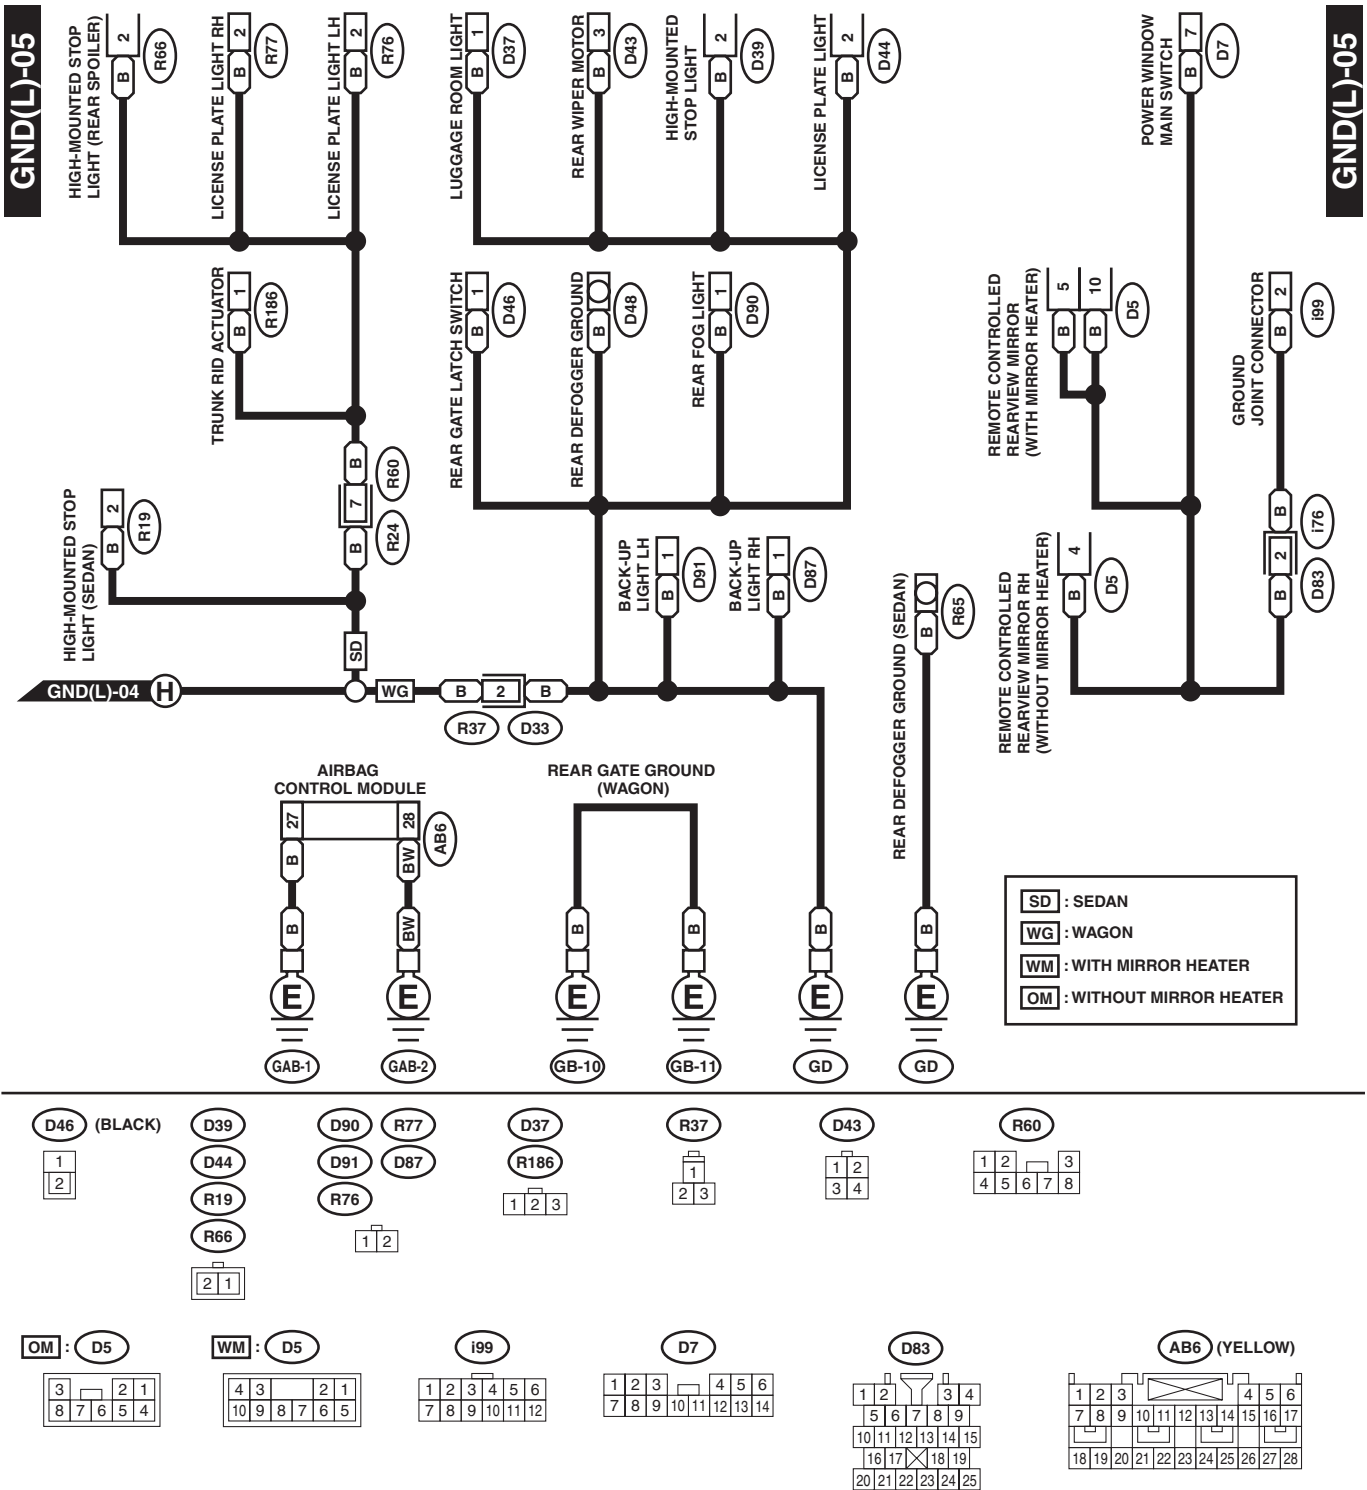 GND(L)-05
GND(L)-05
HIGH-MOUNTED STOP
LIGHT (REAR SPOILER)
2
B
R66
LICENSE PLATE LIGHT RH
2
B
R77
LICENSE PLATE LIGHT LH
2
B
R76
LUGGAGE ROOM LIGHT
1
B
D37
REAR WIPER MOTOR
3
B
D43
HIGH-MOUNTED
STOP LIGHT
2
B
D39
LICENSE PLATE LIGHT
2
B
D44
POWER WINDOW
MAIN SWITCH
7
B
D7
TRUNK RID ACTUATOR
1
B
R186
REAR GATE LATCH SWITCH
1
B
D46
REAR DEFOGGER GROUND
B
D48
REAR FOG LIGHT
1
B
D90
REMOTE CONTROLLED
REARVIEW MIRROR
(WITH MIRROR HEATER)
5
10
B
B
D5
GROUND
JOINT CONNECTOR
2
B
i99
HIGH-MOUNTED STOP
LIGHT (SEDAN)
2
B
R19
B
R60
7
B
R24
SD
BACK-UP
LIGHT LH
1
B
D91
BACK-UP
LIGHT RH
1
B
D87
REAR DEFOGGER GROUND (SEDAN)
B
R65
REMOTE CONTROLLED
REARVIEW MIRROR RH
(WITHOUT MIRROR HEATER)
4
B
D5
B
i76
2
B
D83
GND(L)-04 H
WG
B
2
B
R37
D33
AIRBAG
CONTROL MODULE
27
28
AB6
B
BW
B
BW
REAR GATE GROUND
(WAGON)
B
B
B
B
E
E
E
E
E
E
GAB-1
GAB-2
GB-10
GB-11
GD
GD
SD : SEDAN
WG : WAGON
WM : WITH MIRROR HEATER
OM : WITHOUT MIRROR HEATER
D46 (BLACK)
1
2
D39
D44
R19
R66
2 1
D90 R77
D91 D87
R76
1 2
D37
R186
1 2 3
R37
1
2 3
D43
1 2
3 4
R60
1 2 3
4 5 6 7 8
OM : D5
3 2 1
8 7 6 5 4
WM : D5
4 3 2 1
10 9 8 7 6 5
i99
1 2 3 4 5 6
7 8 9 10 11 12
D7
1 2 3 4 5 6
7 8 9 10 11 12 13 14
D83
1 2 3 4
5 6 7 8 9
10 11 12 13 14 15
16 17 18 19
20 21 22 23 24 25
AB6 (YELLOW)
1 2 3 4 5 6
7 8 9 10 11 12 13 14 15 16 17
18 19 20 21 22 23 24 25 26 27 28